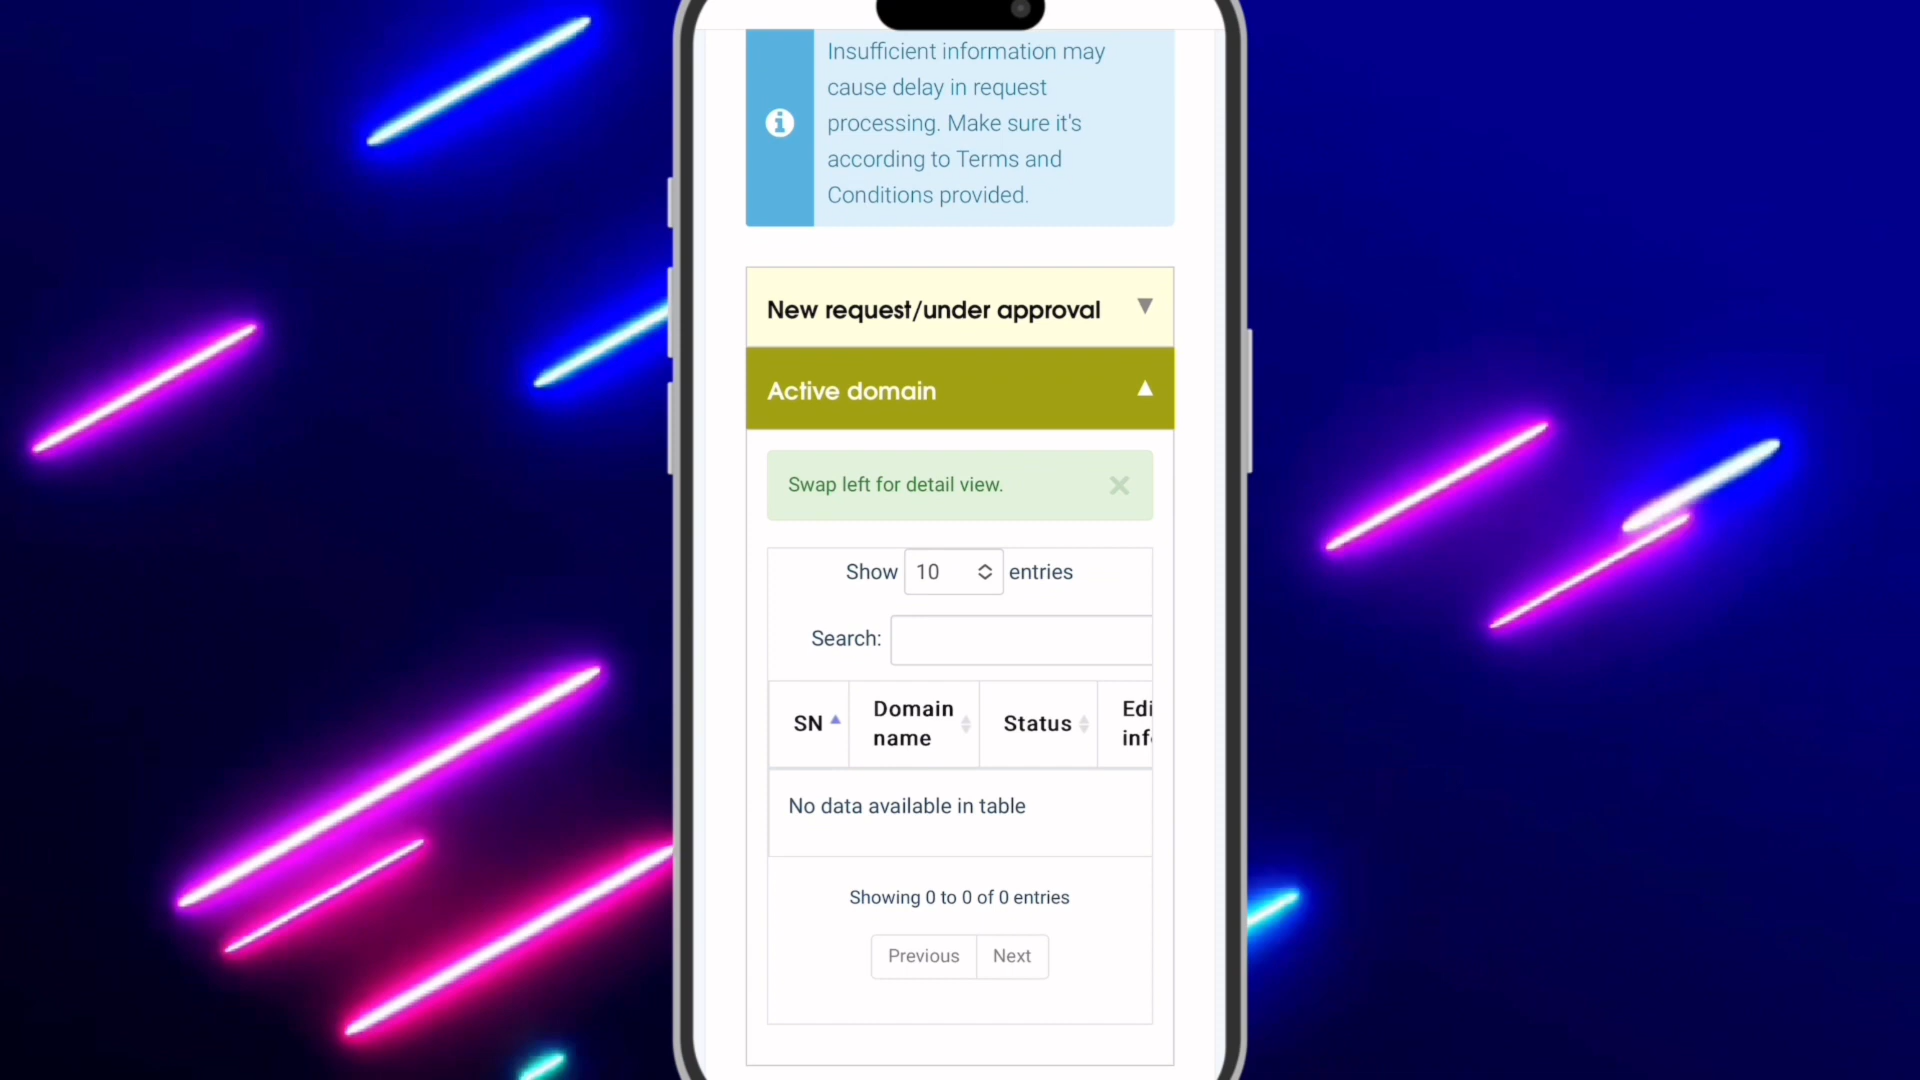 Insufficient information may
cause delay in request
processing. Make sure it's
according to Terms and
Conditions provided.
New request/under approval
Active domain
Swap left for detail view.
Show 10 entries
Search:
SN Domain name Status Edi inf
No data available in table
Showing 0 to 0 of 0 entries
Previous Next